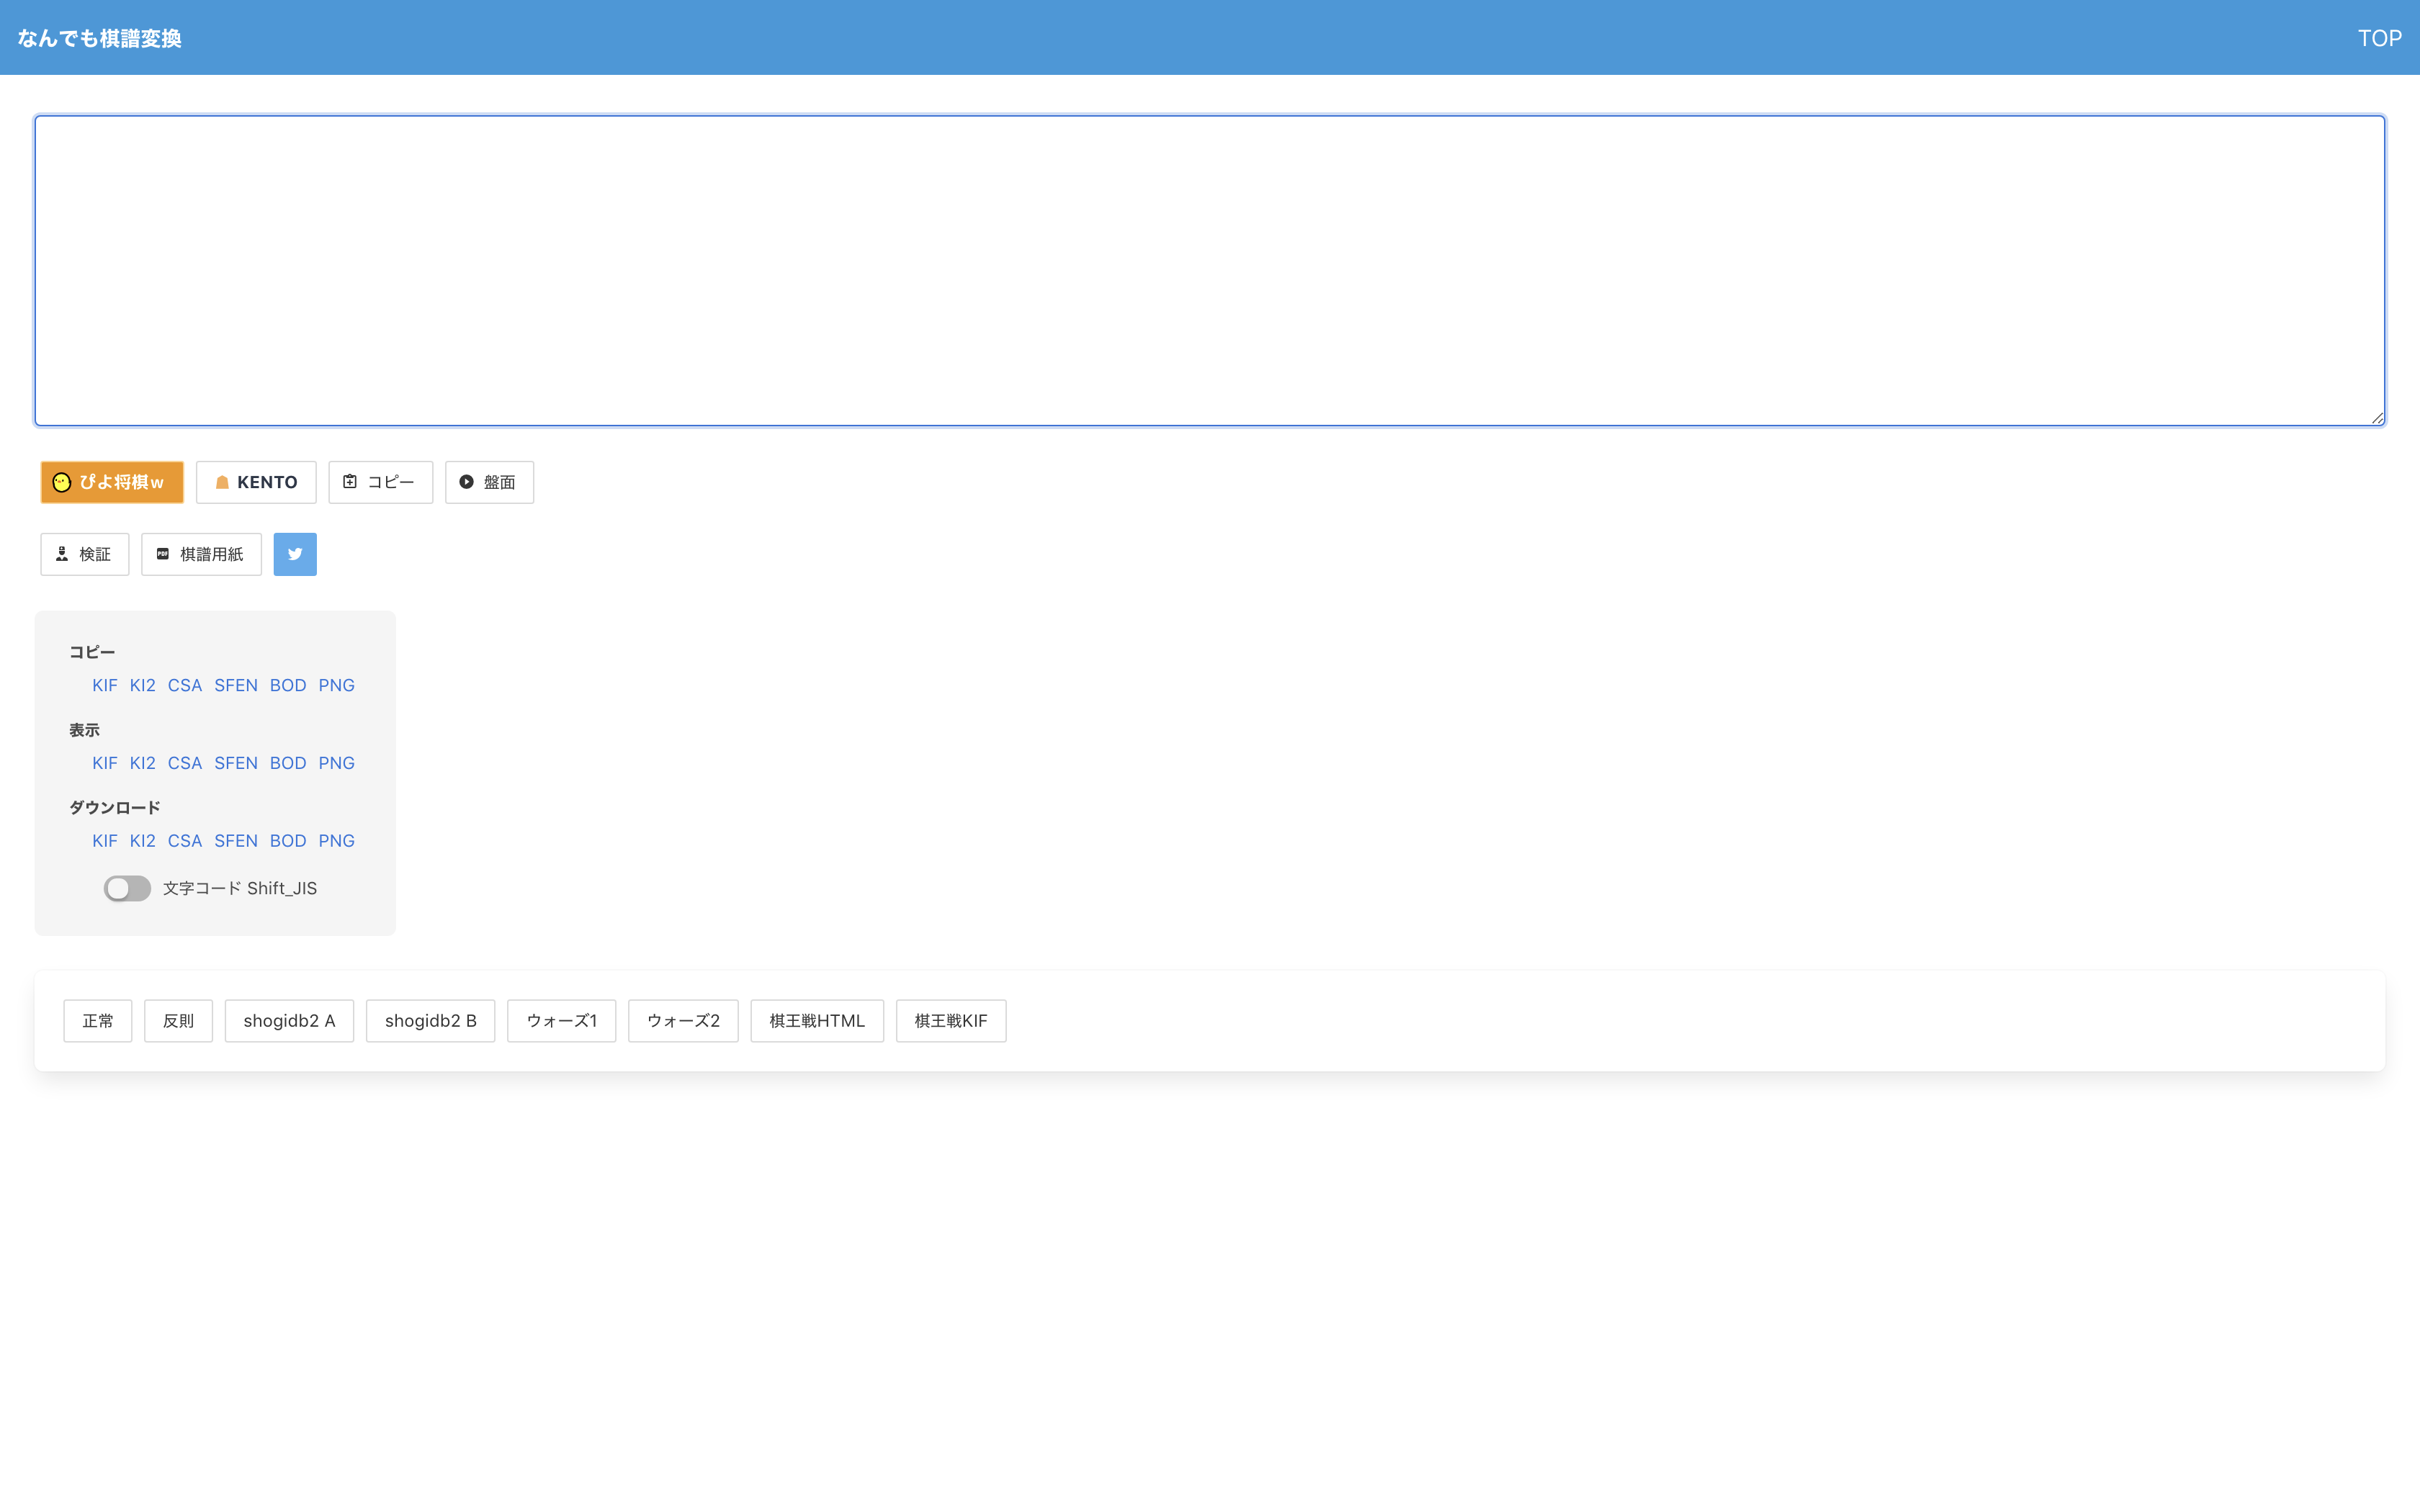 なんでも棋譜変換 TOP
ぴよ将棋w KENTO コピー 盤面
検証 PDF 棋譜用紙
コピー
KIF KI2 CSA SFEN BOD PNG
表示
KIF KI2 CSA SFEN BOD PNG
ダウンロード
KIF KI2 CSA SFEN BOD PNG
文字コード Shift_JIS
正常 反則 shogidb2 A shogidb2 B ウォーズ1 ウォーズ2 棋王戦HTML 棋王戦KIF